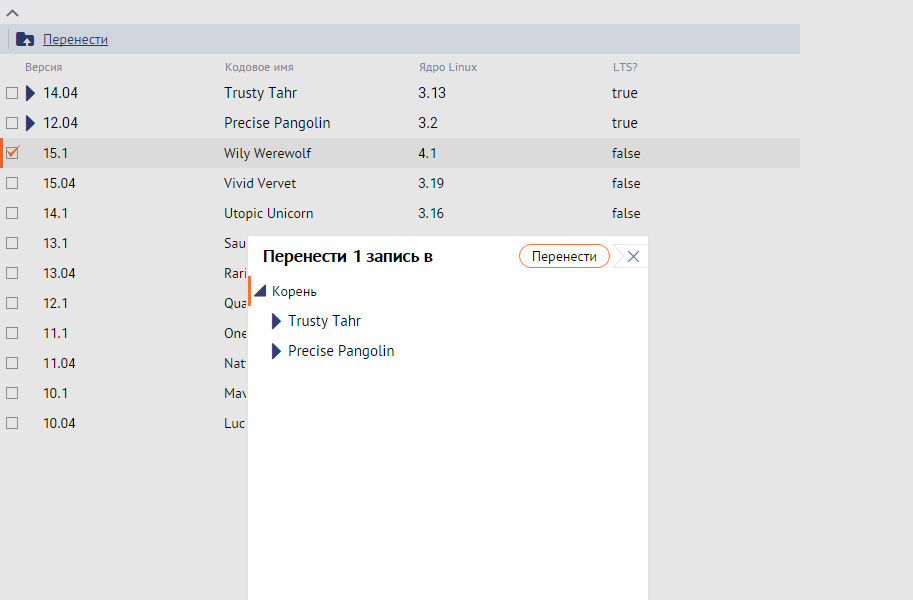 Перенести
Версия Кодовое имя Ядро Linux LTS?
14.04 Trusty Tahr 3.13 true
12.04 Precise Pangolin 3.2 true
15.1 Wily Werewolf 4.1 false
15.04 Vivid Vervet 3.19 false
14.1 Utopic Unicorn 3.16 false
13.1 Sau
13.04 Rari
12.1 Qua
11.1 One
11.04 Nat
10.1 Mav
10.04 Luc
Перенести 1 запись в Перенести
Корень
Trusty Tahr
Precise Pangolin